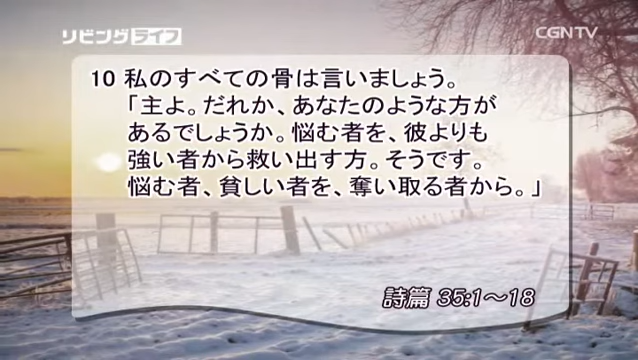 リビングライフ
CGNTV
10 私のすべての骨は言いましょう。
「主よ。だれか、あなたのような方が
あるでしょうか。悩む者を、彼よりも
強い者から救い出す方。そうです。
悩む者、貧しい者を、奪い取る者から。」
詩篇 35:1～18